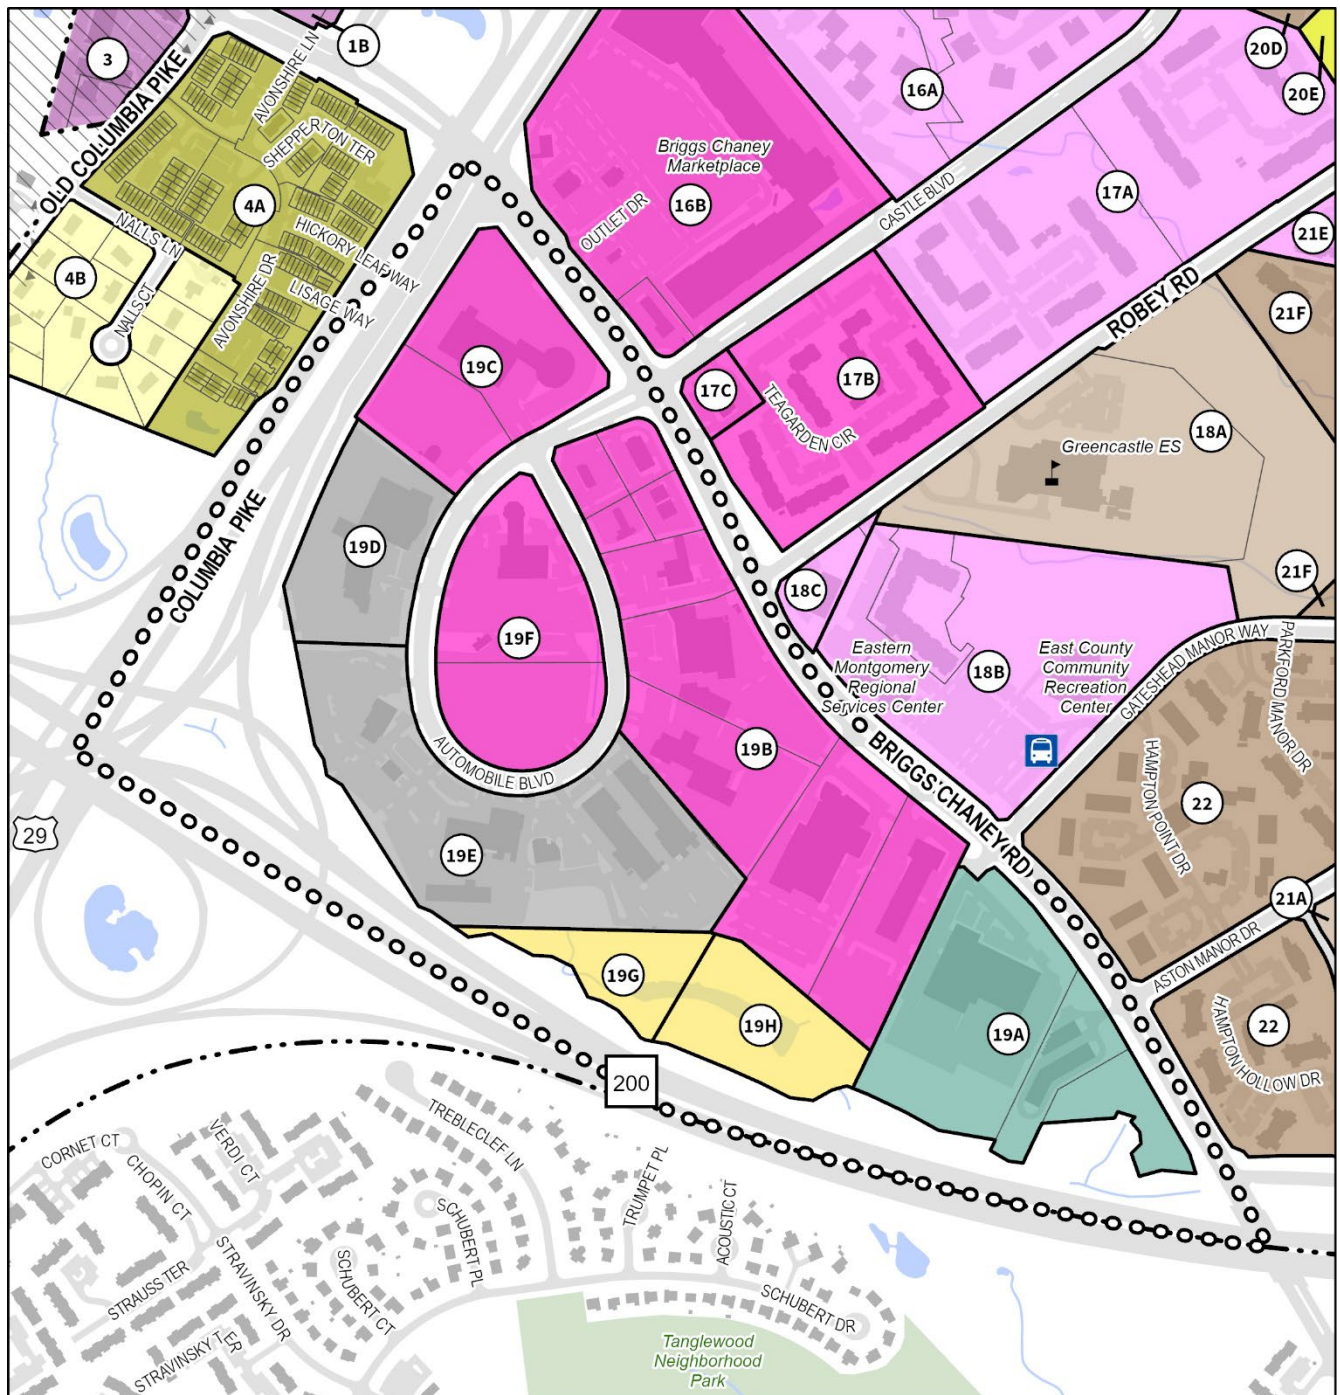 3
1B
20D
20E
16A
AVONSHIRE LN
OLD COLUMBIA PIKE
SHEPPERTON TER
Briggs Chaney
Marketplace
4A
16B
CASTLE BLVD
17A
OUTLET DR
NALLS LN
HICKORY LEAF WAY
21E
4B
AVONSHIRE DR
LISAGE WAY
NALLS CT
ROBEY RD
21F
19C
17C
17B
TEAGARDEN CIR
18A
Greencastle ES
COLUMBIA PIKE
19D
18C
21F
19F
Eastern
Montgomery
Regional
Services Center
East County
Community
Recreation
Center
18B
GATESHEAD MANOR WAY
PARKFORD MANOR DR
19B
AUTOMOBILE BLVD
BRIGGS CHANEY RD
HAMPTON POINT DR
22
29
19E
21A
ASTON MANOR DR
19G
19H
19A
22
HAMPTON HOLLOW DR
200
TREBLECLEF LN
CORNET CT
VERDI CT
CHOPIN CT
TRUMPET PL
ACOUSTIC CT
SCHUBERT PL
STRAUSS TER
STRAVINSKY DR
SCHUBERT CT
SCHUBERT DR
STRAVINSKY TER
Tanglewood
Neighborhood
Park